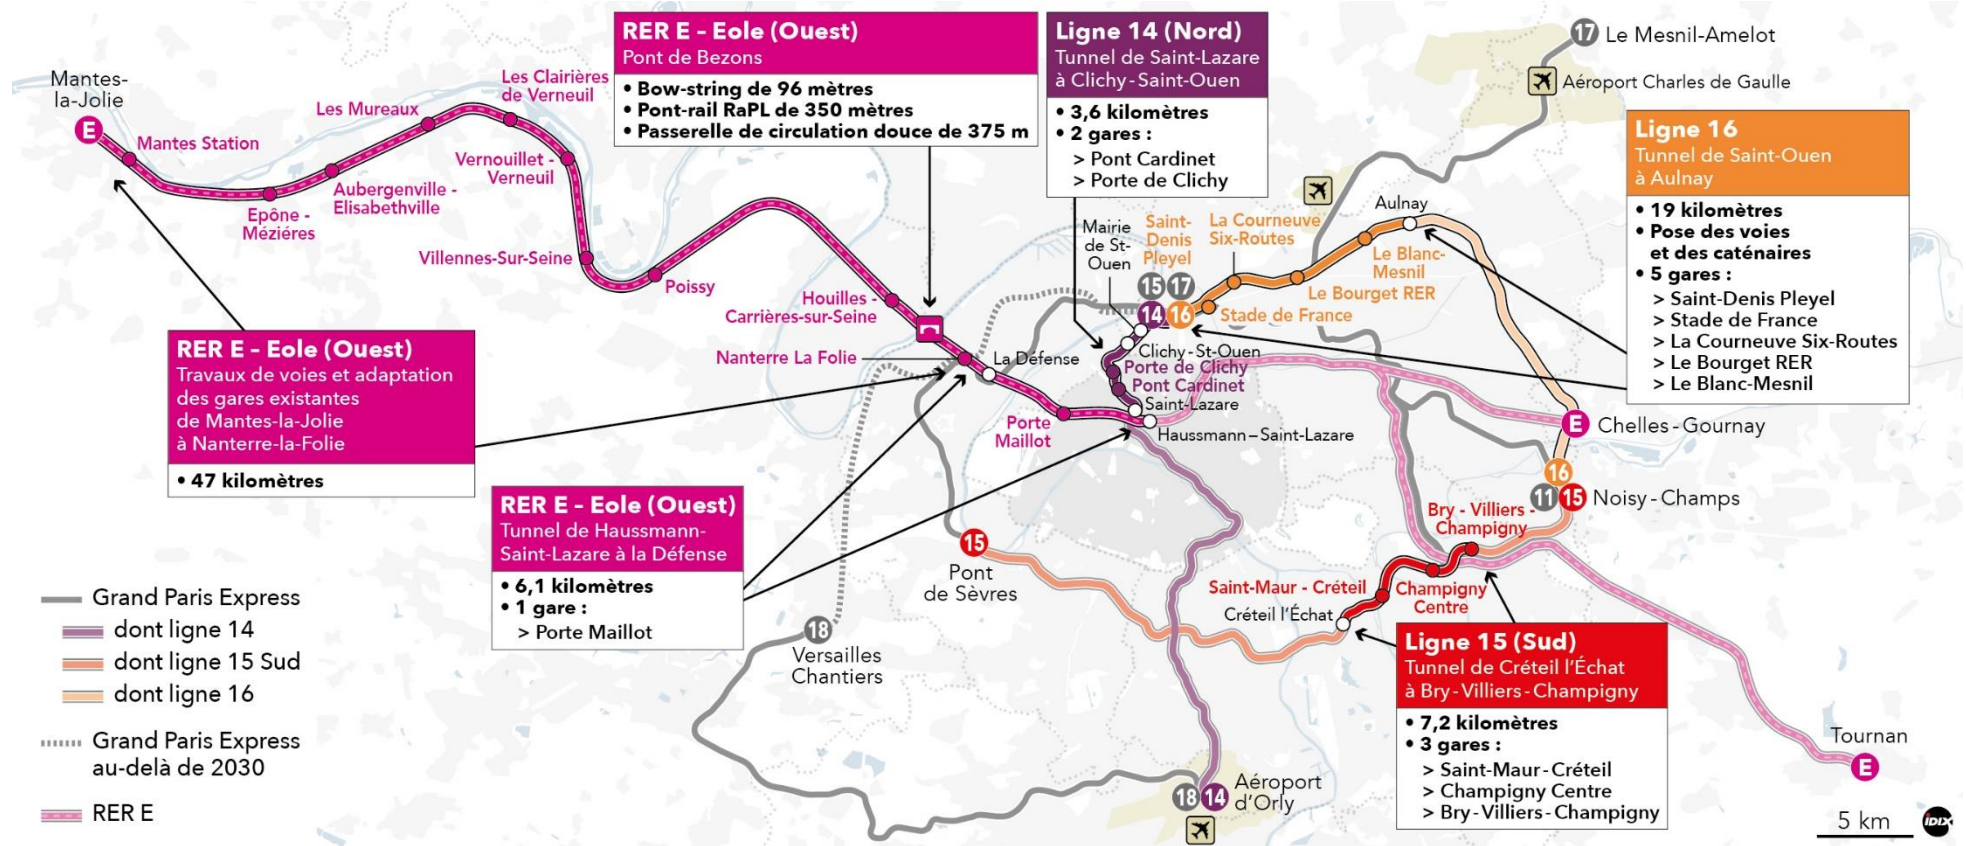 RER E – Eole (Ouest)
Pont de Bezons
• Bow-string de 96 mètres
• Pont-rail RaPL de 350 mètres
• Passerelle de circulation douce de 375 m
Ligne 14 (Nord)
Tunnel de Saint-Lazare
à Clichy-Saint-Ouen
• 3,6 kilomètres
• 2 gares :
> Pont Cardinet
> Porte de Clichy
17 Le Mesnil-Amelot
Aéroport Charles de Gaulle
Ligne 16
Tunnel de Saint-Ouen
à Aulnay
• 19 kilomètres
• Pose des voies
et des caténaires
• 5 gares :
> Saint-Denis Pleyel
> Stade de France
> La Courneuve Six-Routes
> Le Bourget RER
> Le Blanc-Mesnil
Mantes-
la-Jolie
E
Mantes Station
Epône -
Méziéres
Aubergenville -
Elisabethville
Les Mureaux
Les Clairières
de Verneuil
Vernouillet -
Verneuil
Villennes-Sur-Seine
Poissy
Houilles -
Carrières-sur-Seine
Nanterre La Folie
La Défense
Porte
Maillot
Mairie
de St-
Ouen
Saint-
Denis
Pleyel
15 17
14 16
La Courneuve
Six-Routes
Aulnay
Le Blanc-
Mesnil
Le Bourget RER
Stade de France
Clichy-St-Ouen
Porte de Clichy
Pont Cardinet
Saint-Lazare
Haussmann–Saint-Lazare
E Chelles-Gournay
16
11 15 Noisy-Champs
RER E – Eole (Ouest)
Travaux de voies et adaptation
des gares existantes
de Mantes-la-Jolie
à Nanterre-la-Folie
• 47 kilomètres
RER E – Eole (Ouest)
Tunnel de Haussmann-
Saint-Lazare à la Défense
• 6,1 kilomètres
• 1 gare :
> Porte Maillot
15
Pont
de Sèvres
18
Versailles
Chantiers
Bry - Villiers -
Champigny
Saint-Maur - Créteil
Champigny
Centre
Créteil l'Échat
Ligne 15 (Sud)
Tunnel de Créteil l'Échat
à Bry-Villiers-Champigny
• 7,2 kilomètres
• 3 gares :
> Saint-Maur-Créteil
> Champigny Centre
> Bry-Villiers-Champigny
Tournan
E
18 14
Aéroport
d'Orly
Grand Paris Express
dont ligne 14
dont ligne 15 Sud
dont ligne 16
Grand Paris Express
au-delà de 2030
RER E
5 km
iDIX